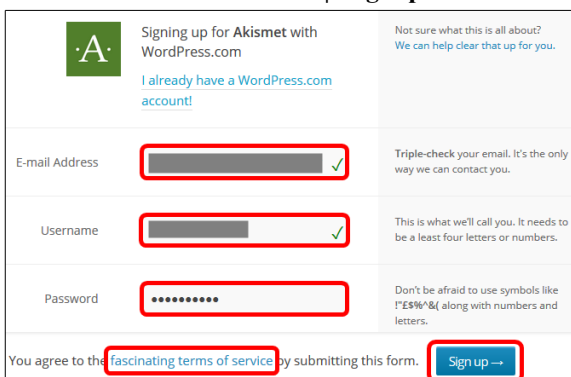 ·A·
Signing up for Akismet with
WordPress.com
I already have a WordPress.com
account!
Not sure what this is all about?
We can help clear that up for you.
E-mail Address
Triple-check your email. It's the only
way we can contact you.
Username
This is what we'll call you. It needs to
be a least four letters or numbers.
Password
••••••••••
Don't be afraid to use symbols like
!"£$%^&( along with numbers and
letters.
You agree to the fascinating terms of service by submitting this form.
Sign up →